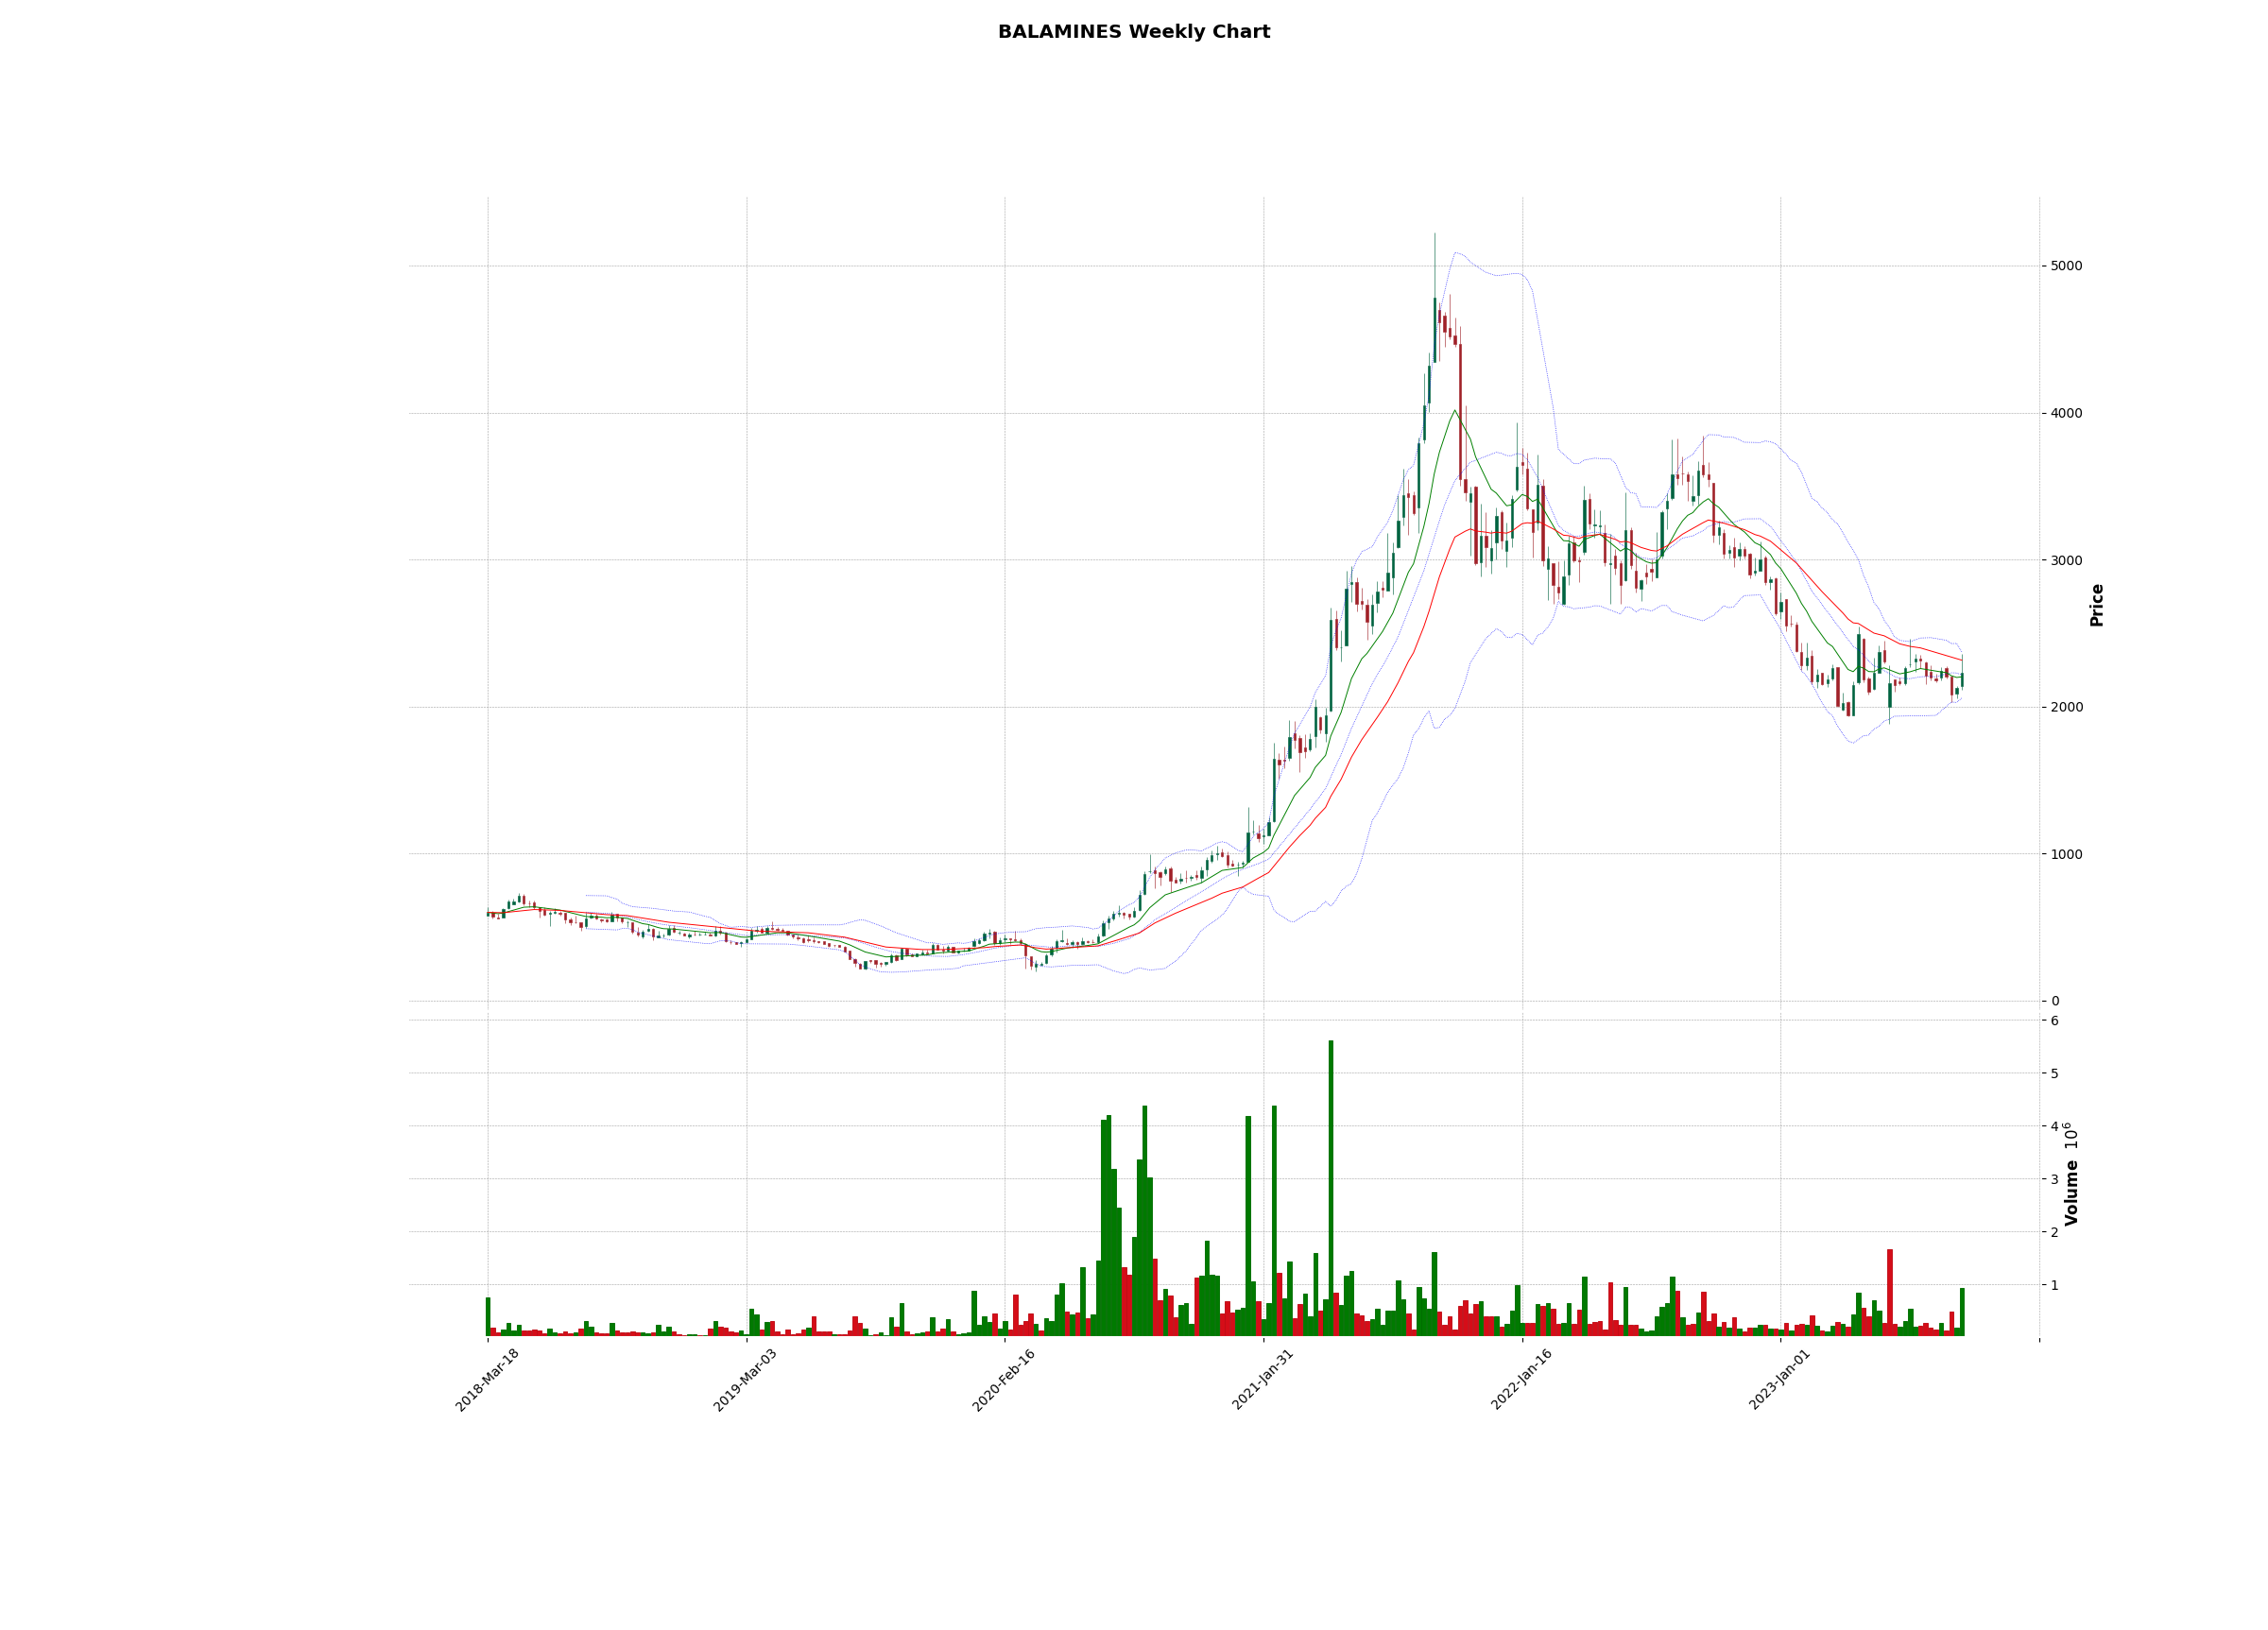 BALAMINES Weekly Chart
5000
4000
3000
2000
1000
0
Price
6
5
4
3
2
1
Volume 10^6
2018-Mar-18
2019-Mar-03
2020-Feb-16
2021-Jan-31
2022-Jan-16
2023-Jan-01